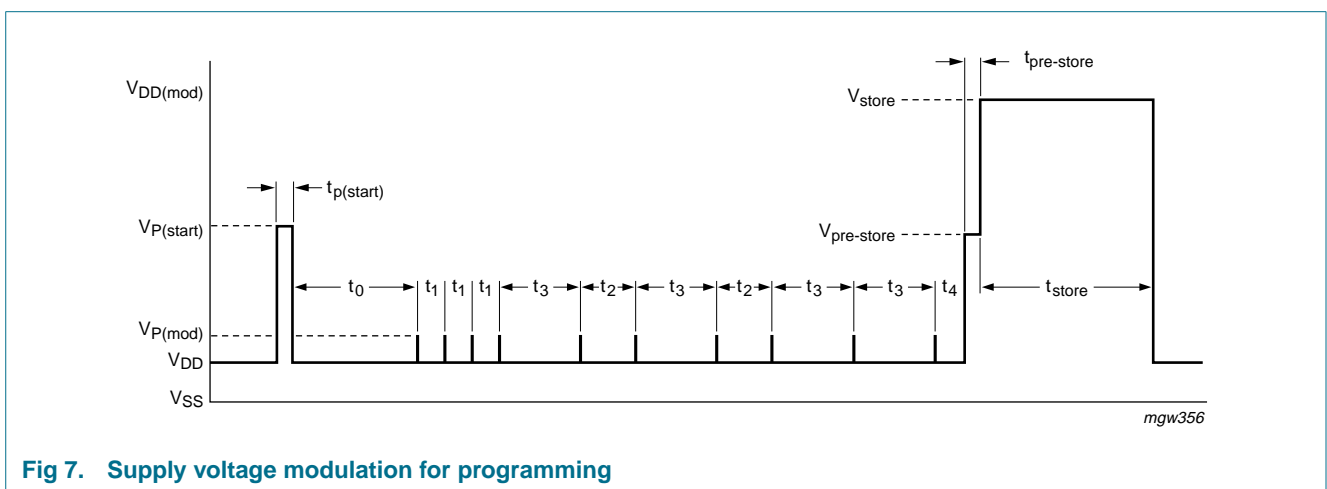 tpre-store
VDD(mod)
Vstore
tp(start)
VP(start)
Vpre-store
t0 t1 t1 t1 t3 t2 t3 t2 t3 t3 t4 tstore
VP(mod)
VDD
VSS
mgw356
Fig 7. Supply voltage modulation for programming